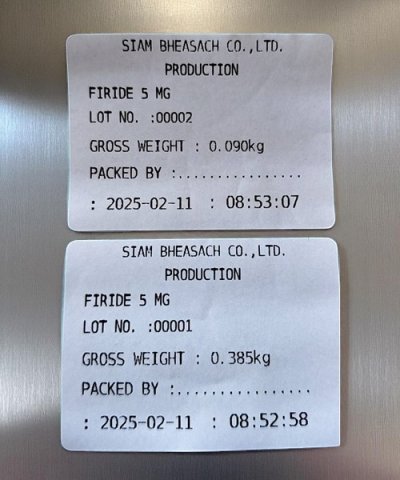 SIAM BHEASACH CO.,LTD.
PRODUCTION
FIRIDE 5 MG
LOT NO. :00002
GROSS WEIGHT : 0.090kg
PACKED BY :................
: 2025-02-11 : 08:53:07
SIAM BHEASACH CO.,LTD.
PRODUCTION
FIRIDE 5 MG
LOT NO. :00001
GROSS WEIGHT : 0.385kg
PACKED BY :.................
: 2025-02-11 : 08:52:58